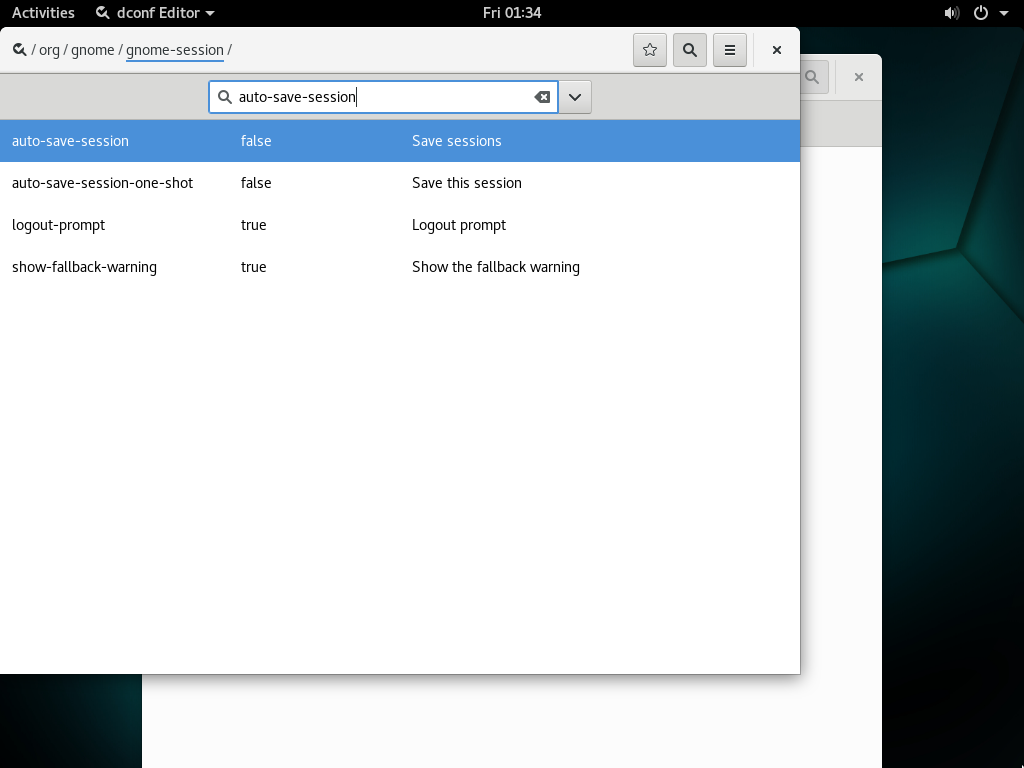 Activities dconf Editor Fri 01:34
/ org / gnome / gnome-session /
auto-save-session
auto-save-session false Save sessions
auto-save-session-one-shot false Save this session
logout-prompt true Logout prompt
show-fallback-warning true Show the fallback warning